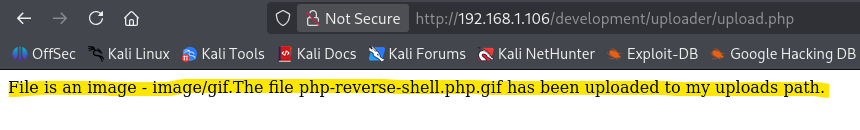 Not Secure http://192.168.1.106/development/uploader/upload.php
OffSec Kali Linux Kali Tools Kali Docs Kali Forums Kali NetHunter Exploit-DB Google Hacking DB
File is an image - image/gif.The file php-reverse-shell.php.gif has been uploaded to my uploads path.